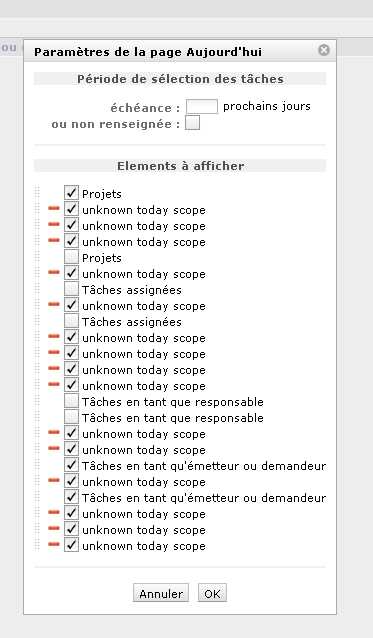 Paramètres de la page Aujourd'hui
ou
Période de sélection des tâches
échéance : prochains jours
ou non renseignée :
Elements à afficher
Projets
unknown today scope
unknown today scope
unknown today scope
Projets
unknown today scope
Tâches assignées
unknown today scope
Tâches assignées
unknown today scope
unknown today scope
unknown today scope
unknown today scope
Tâches en tant que responsable
Tâches en tant que responsable
unknown today scope
unknown today scope
Tâches en tant qu'émetteur ou demandeur
unknown today scope
Tâches en tant qu'émetteur ou demandeur
unknown today scope
unknown today scope
unknown today scope
Annuler OK